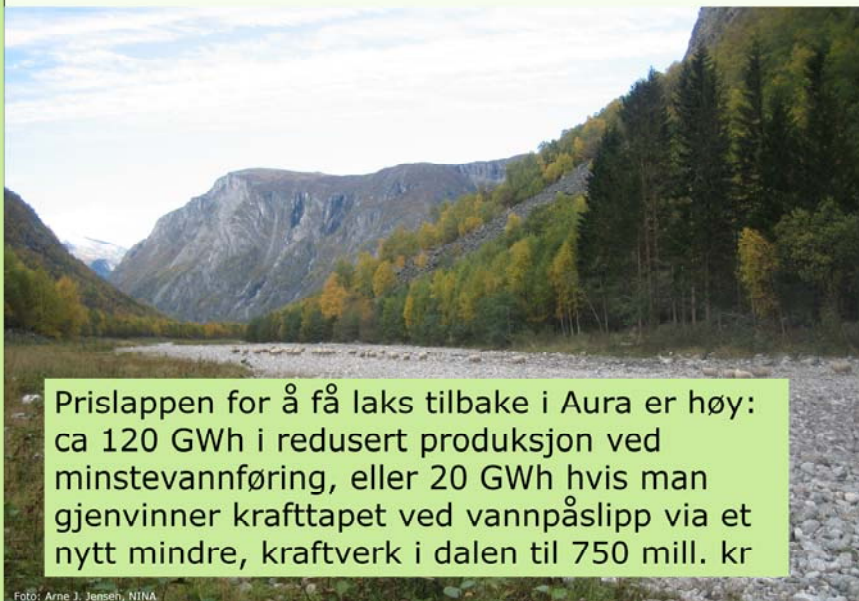 Prislappen for å få laks tilbake i Aura er høy:
ca 120 GWh i redusert produksjon ved
minstevannføring, eller 20 GWh hvis man
gjenvinner krafttapet ved vannpåslipp via et
nytt mindre, kraftverk i dalen til 750 mill. kr
Foto: Arne J. Jensen, NINA